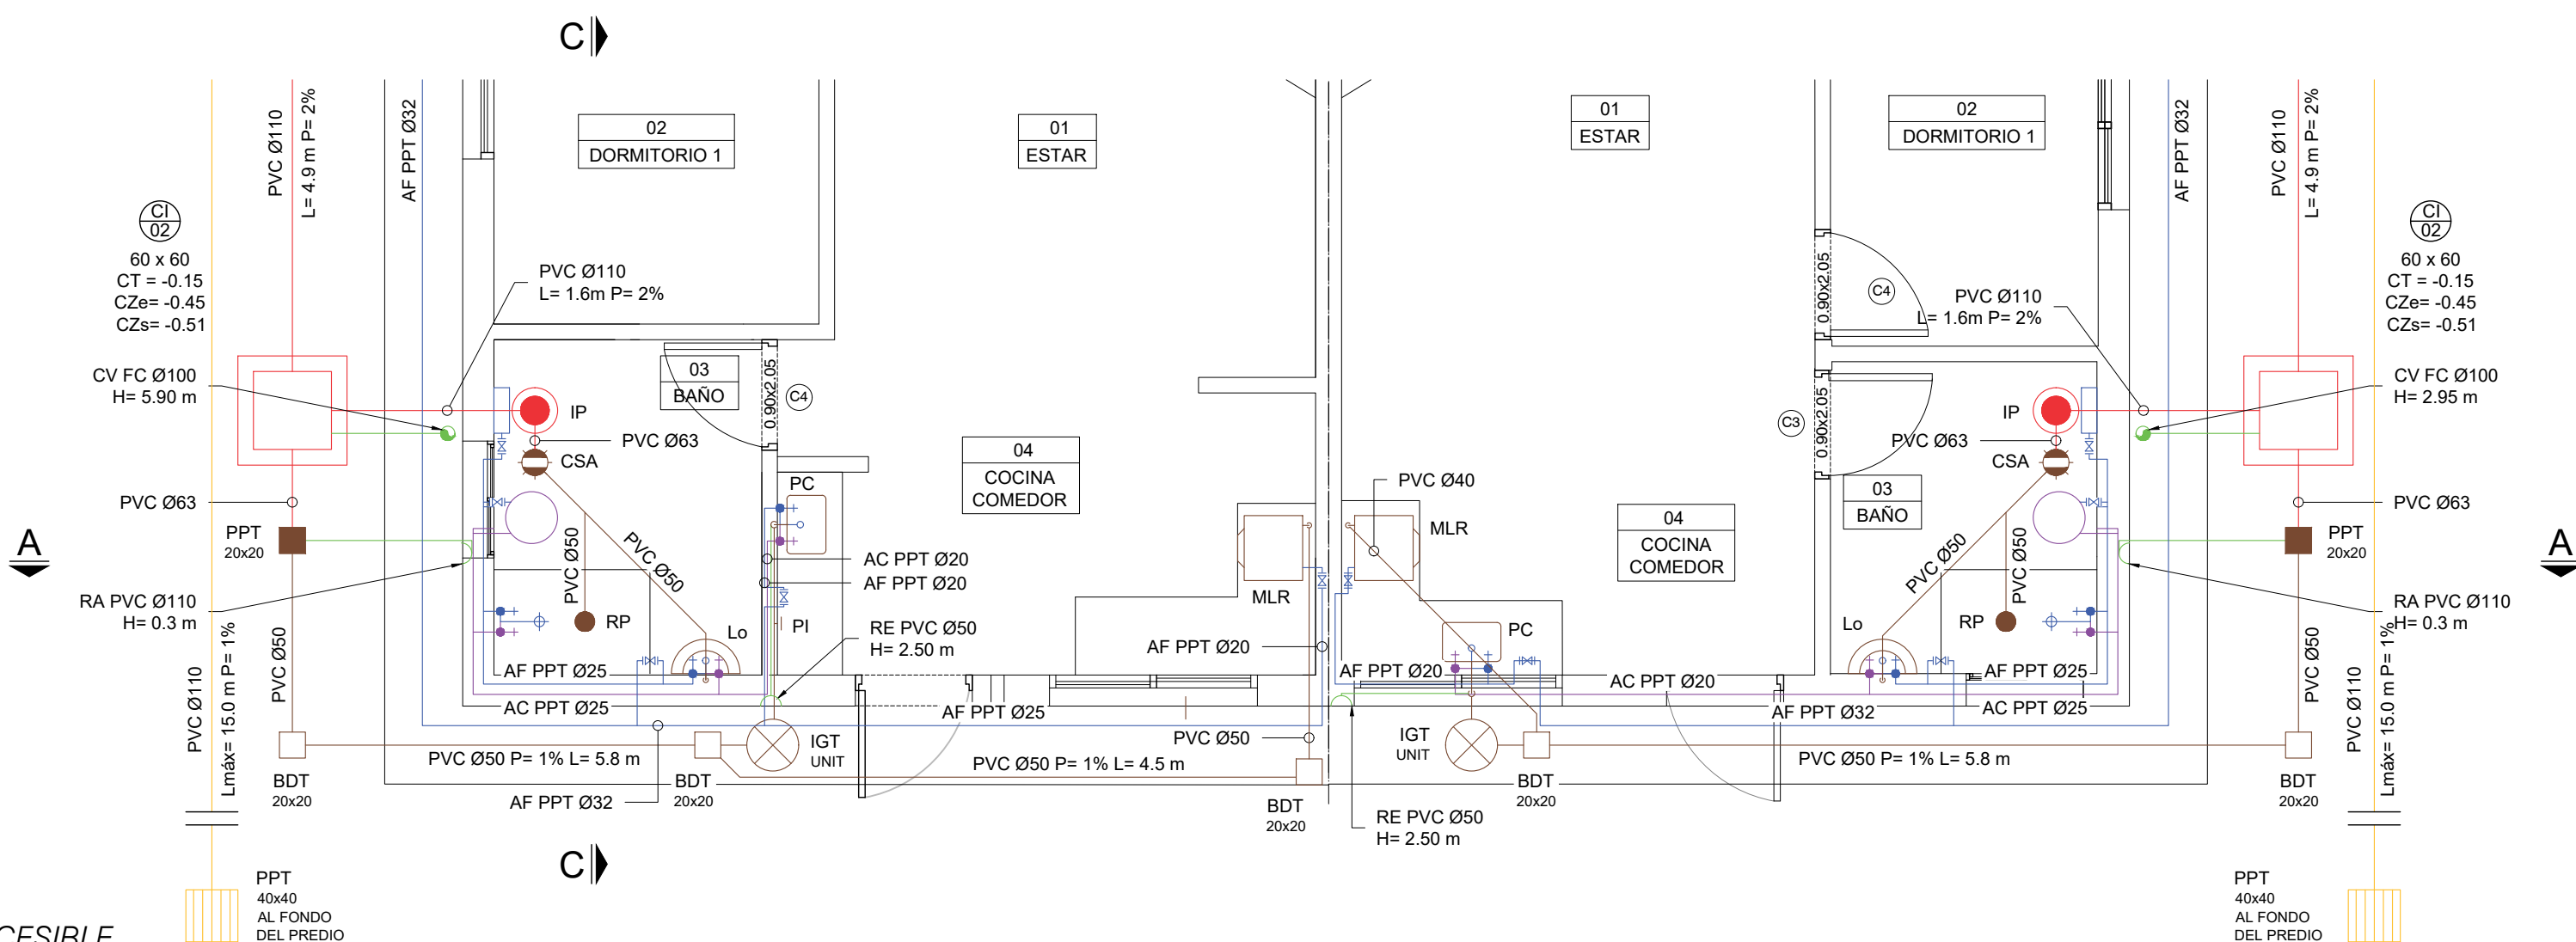 C
PVC Ø110
L= 4.9 m P= 2%
AF PPT Ø32
02
DORMITORIO 1
01
ESTAR
01
ESTAR
02
DORMITORIO 1
AF PPT Ø32
PVC Ø110
L= 4.9 m P= 2%
CI
02
60 x 60
CT = -0.15
CZe= -0.45
CZs= -0.51
PVC Ø110
L= 1.6m P= 2%
0.90x2.05
C4
PVC Ø110
L= 1.6m P= 2%
CI
02
60 x 60
CT = -0.15
CZe= -0.45
CZs= -0.51
CV FC Ø100
H= 5.90 m
IP
03
BAÑO
0.90x2.05
C4
PVC Ø63
CSA
04
COCINA
COMEDOR
PC
PVC Ø40
C3
0.90x2.05
IP
PVC Ø63
CSA
CV FC Ø100
H= 2.95 m
PVC Ø63
PPT
20x20
A
PVC Ø50
PVC Ø50
AC PPT Ø20
AF PPT Ø20
MLR
MLR
04
COCINA
COMEDOR
03
BAÑO
PVC Ø50
PVC Ø50
PVC Ø63
PPT
20x20
A
RA PVC Ø110
H= 0.3 m
RP
Lo
PI
RE PVC Ø50
H= 2.50 m
AF PPT Ø20
PC
Lo
RP
RA PVC Ø110
H= 0.3 m
PVC Ø110
Lmáx= 15.0 m P= 1%
PVC Ø50
AF PPT Ø25
AC PPT Ø25
AF PPT Ø25
AF PPT Ø20
AC PPT Ø20
AF PPT Ø32
AF PPT Ø25
AC PPT Ø25
PVC Ø50
PVC Ø110
Lmáx= 15.0 m P= 1%
PVC Ø50 P= 1% L= 5.8 m
IGT
UNIT
PVC Ø50
IGT
UNIT
PVC Ø50 P= 1% L= 4.5 m
PVC Ø50 P= 1% L= 5.8 m
BDT
20x20
AF PPT Ø32
BDT
20x20
BDT
20x20
RE PVC Ø50
H= 2.50 m
BDT
20x20
BDT
20x20
C
PPT
40x40
AL FONDO
DEL PREDIO
PPT
40x40
AL FONDO
DEL PREDIO
CESIBLE